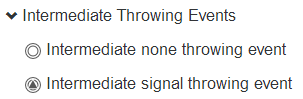 Intermediate Throwing Events
Intermediate none throwing event
Intermediate signal throwing event